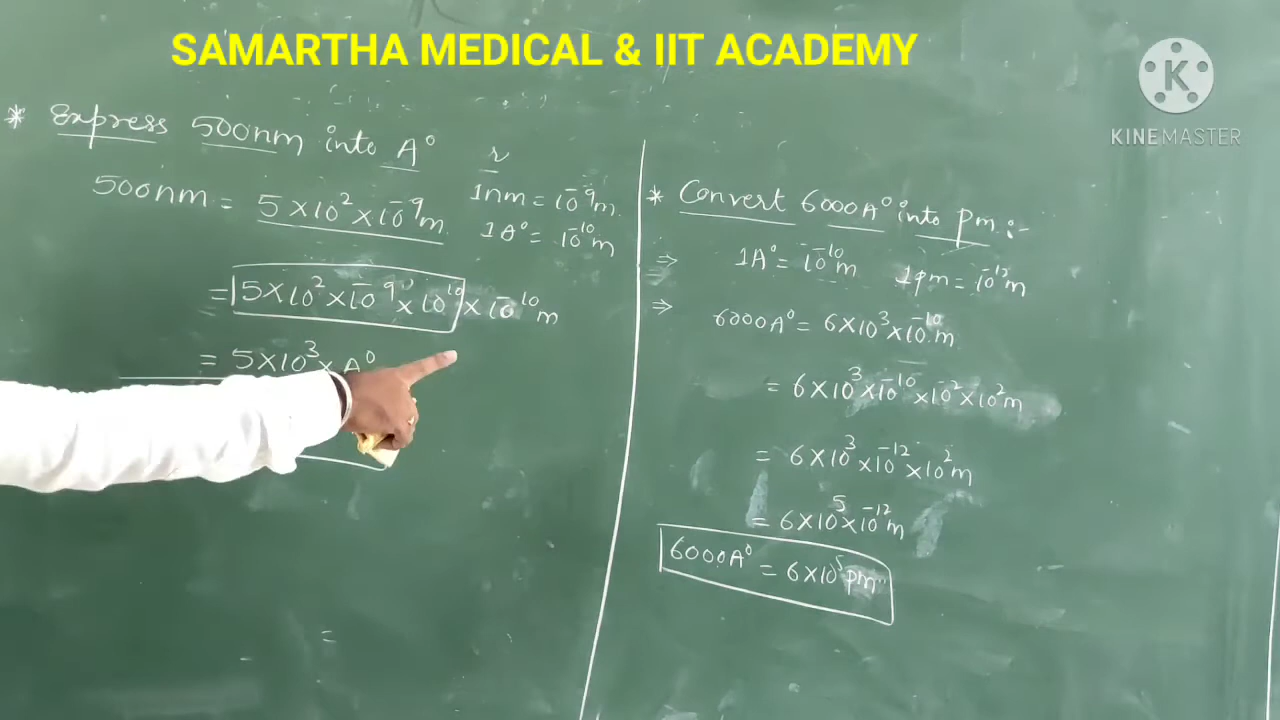 SAMARTHA MEDICAL & IIT ACADEMY
K
KINEMASTER
* Express 500nm into A°
500nm = 5×10²×10⁻⁹m
1nm = 10⁻⁹m.
1A° = 10⁻¹⁰m
= 5×10²×10⁻⁹×10¹⁰×10⁻¹⁰m
= 5×10³×A°
=
* Convert 6000A° into pm :-
⇒ 1A° = 10⁻¹⁰m 1pm = 10⁻¹²m
⇒ 6000A° = 6×10³×10⁻¹⁰m
= 6×10³×10⁻¹⁰×10⁻²×10²m
= 6×10³×10⁻¹²×10²m
= 6×10⁵×10⁻¹²m
6000A° = 6×10⁵pm